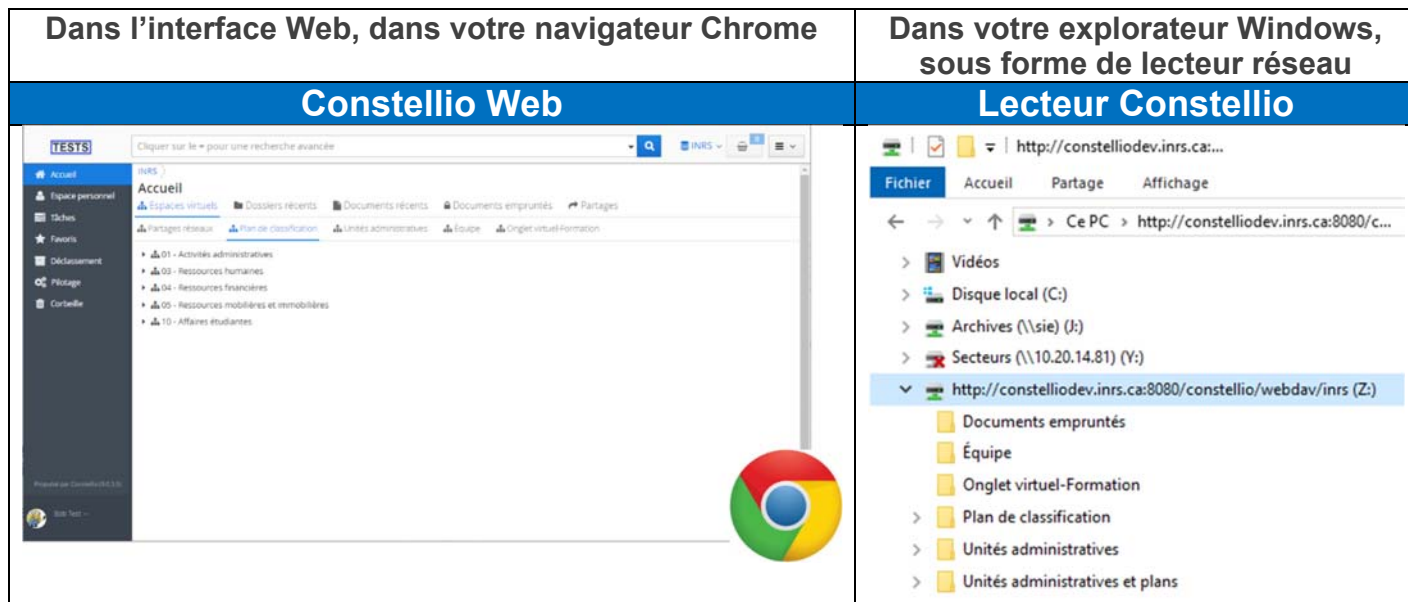 Dans l’interface Web, dans votre navigateur Chrome
Constellio Web
TESTS
Cliquer sur le pour une recherche avancée
INRS
Accueil
Espace personnel
Tâches
Favoris
Déclassement
Pilotage
Corbeille
Propulsé par Constellio
Test
INRS
Accueil
Espaces virtuels Dossiers récents Documents récents Documents empruntés Partages
Partages réseaux Plan de classification Unités administratives Équipe Onglet virtuel-Formation
01 - Activités administratives
03 - Ressources humaines
04 - Ressources financières
05 - Ressources mobilières et immobilières
10 - Affaires étudiantes
Dans votre explorateur Windows,
sous forme de lecteur réseau
Lecteur Constellio
http://constelliodev.inrs.ca:...
Fichier Accueil Partage Affichage
Ce PC > http://constelliodev.inrs.ca:8080/c...
Vidéos
Disque local (C:)
Archives (\\sie) (J:)
Secteurs (\\10.20.14.81) (Y:)
http://constelliodev.inrs.ca:8080/constellio/webdav/inrs (Z:)
Documents empruntés
Équipe
Onglet virtuel-Formation
Plan de classification
Unités administratives
Unités administratives et plans